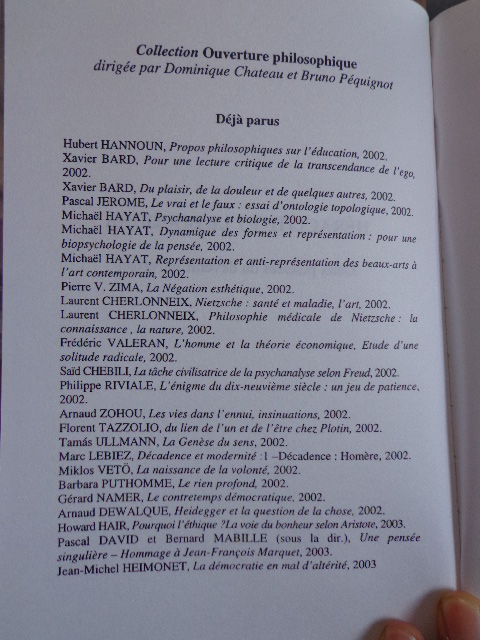 Collection Ouverture philosophique
dirigée par Dominique Chateau et Bruno Péquignot
Déjà parus
Hubert HANNOUN, Propos philosophiques sur l'éducation, 2002.
Xavier BARD, Pour une lecture critique de la transcendance de l'ego,
2002.
Xavier BARD, Du plaisir, de la douleur et de quelques autres, 2002.
Pascal JEROME, Le vrai et le faux : essai d'ontologie topologique, 2002.
Michaël HAYAT, Psychanalyse et biologie, 2002.
Michaël HAYAT, Dynamique des formes et représentation : pour une
biopsychologie de la pensée, 2002.
Michaël HAYAT, Représentation et anti-représentation des beaux-arts à
l'art contemporain, 2002.
Pierre V. ZIMA, La Négation esthétique, 2002.
Laurent CHERLONNEIX, Nietzsche : santé et maladie, l'art, 2002.
Laurent CHERLONNEIX, Philosophie médicale de Nietzsche : la
connaissance , la nature, 2002.
Frédéric VALERAN, L'homme et la théorie économique, Etude d'une
solitude radicale, 2002.
Saïd CHEBILI, La tâche civilisatrice de la psychanalyse selon Freud, 2002.
Philippe RIVIALE, L'énigme du dix-neuvième siècle : un jeu de patience,
2002.
Arnaud ZOHOU, Les vies dans l'ennui, insinuations, 2002.
Florent TAZZOLIO, du lien de l'un et de l'être chez Plotin, 2002.
Tamás ULLMANN, La Genèse du sens, 2002.
Marc LEBIEZ, Décadence et modernité :1 –Décadence : Homère, 2002.
Miklos VETÖ, La naissance de la volonté, 2002.
Barbara PUTHOMME, Le rien profond, 2002.
Gérard NAMER, Le contretemps démocratique, 2002.
Arnaud DEWALQUE, Heidegger et la question de la chose, 2002.
Howard HAIR, Pourquoi l'éthique ?La voie du bonheur selon Aristote, 2003.
Pascal DAVID et Bernard MABILLE (sous la dir.), Une pensée
singulière – Hommage à Jean-François Marquet, 2003.
Jean-Michel HEIMONET, La démocratie en mal d'altérité, 2003